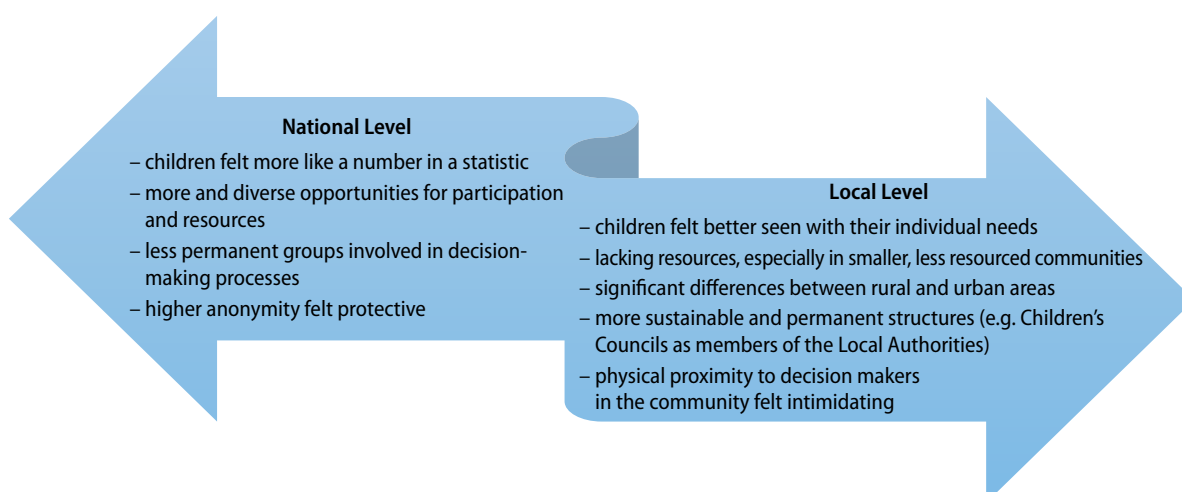 National Level
– children felt more like a number in a statistic
– more and diverse opportunities for participation
and resources
– less permanent groups involved in decision-
making processes
– higher anonymity felt protective
Local Level
– children felt better seen with their individual needs
– lacking resources, especially in smaller, less resourced communities
– significant differences between rural and urban areas
– more sustainable and permanent structures (e.g. Children’s
Councils as members of the Local Authorities)
– physical proximity to decision makers
in the community felt intimidating